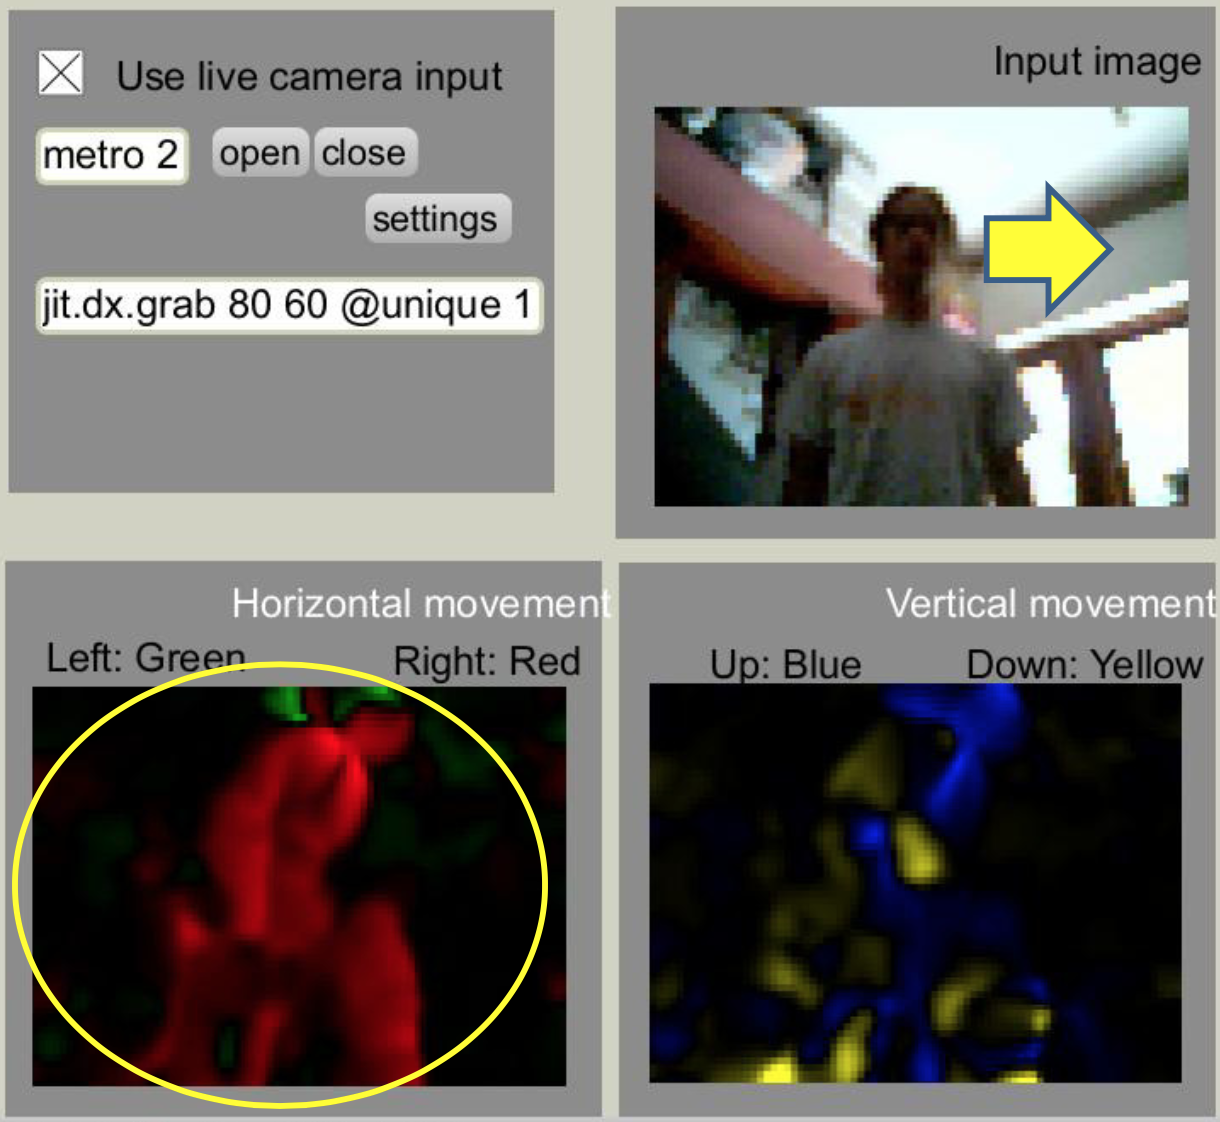 Use live camera input
metro 2
open
close
settings
jit.dx.grab 80 60 @unique 1
Input image
Horizontal movement
Left: Green
Right: Red
Vertical movement
Up: Blue
Down: Yellow